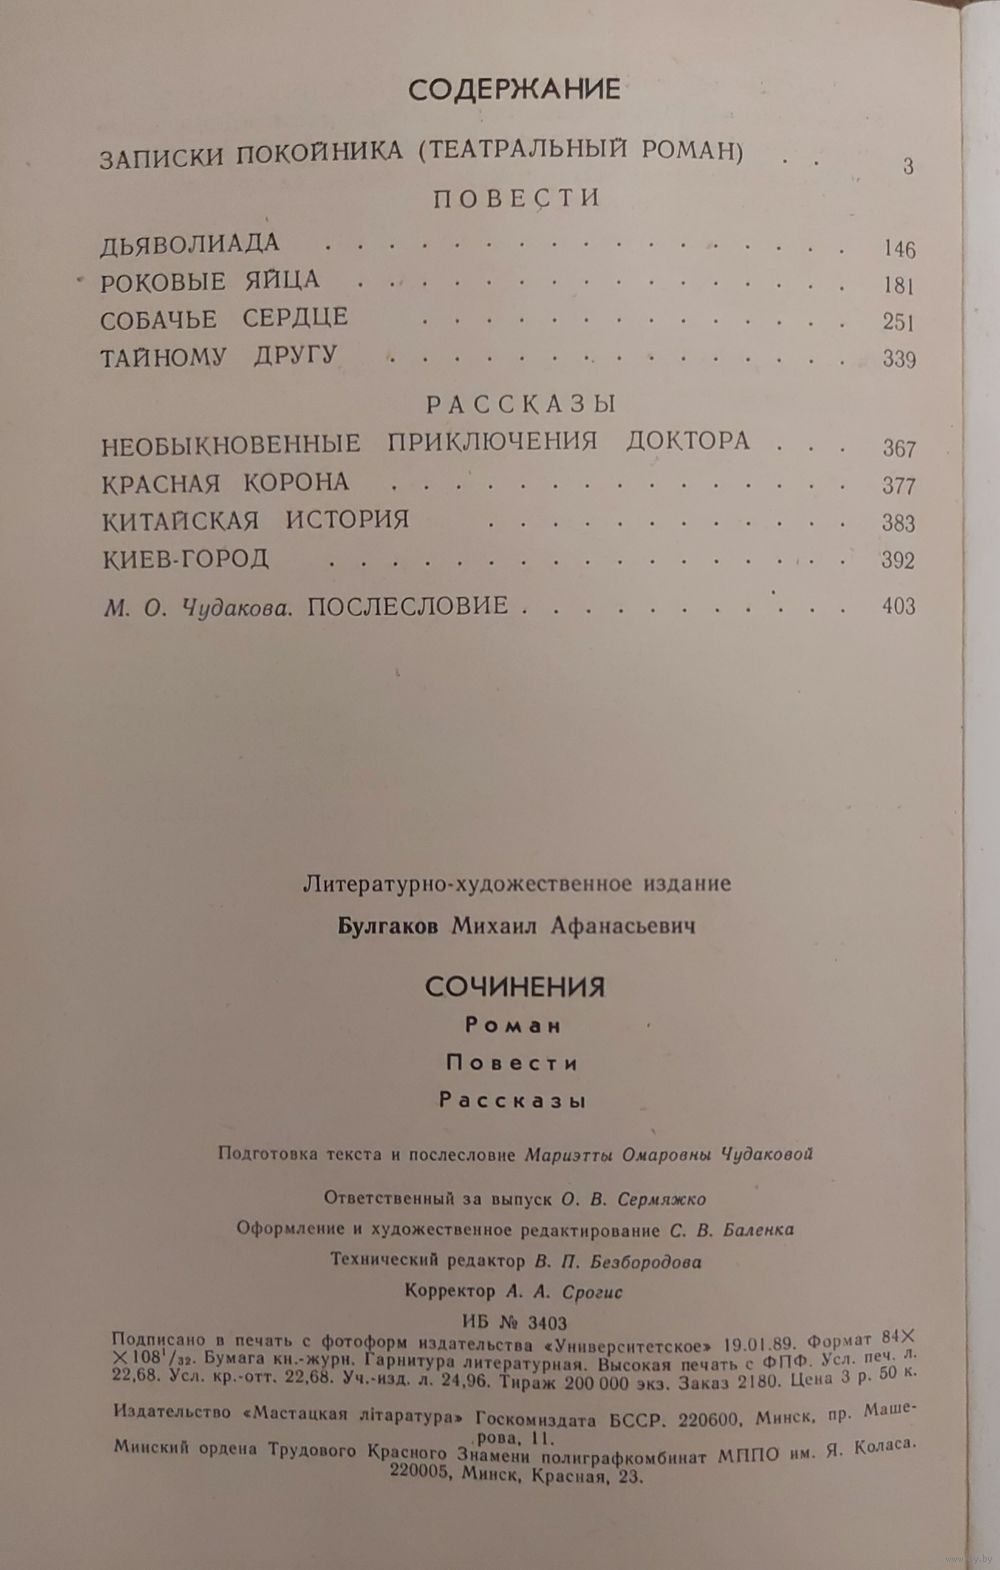 СОДЕРЖАНИЕ
ЗАПИСКИ ПОКОЙНИКА (ТЕАТРАЛЬНЫЙ РОМАН) . . 3
ПОВЕСТИ
ДЬЯВОЛИАДА . . . . . . . . . . . . . . . . . 146
РОКОВЫЕ ЯЙЦА . . . . . . . . . . . . . . . . 181
СОБАЧЬЕ СЕРДЦЕ . . . . . . . . . . . . . . 251
ТАЙНОМУ ДРУГУ . . . . . . . . . . . . . . . 339
РАССКАЗЫ
НЕОБЫКНОВЕННЫЕ ПРИКЛЮЧЕНИЯ ДОКТОРА . . . 367
КРАСНАЯ КОРОНА . . . . . . . . . . . . . . . 377
КИТАЙСКАЯ ИСТОРИЯ . . . . . . . . . . . . 383
КИЕВ-ГОРОД . . . . . . . . . . . . . . . . . 392
М. О. Чудакова. ПОСЛЕСЛОВИЕ . . . . . . . . . . . 403
Литературно-художественное издание
Булгаков Михаил Афанасьевич
СОЧИНЕНИЯ
Роман
Повести
Рассказы
Подготовка текста и послесловие Мариэтты Омаровны Чудаковой
Ответственный за выпуск О. В. Сермяжко
Оформление и художественное редактирование С. В. Баленка
Технический редактор В. П. Безбородова
Корректор А. А. Срогис
ИБ № 3403
Подписано в печать с фотоформ издательства «Университетское» 19.01.89. Формат 84×
×108¹/₃₂. Бумага кн.-журн. Гарнитура литературная. Высокая печать с ФПФ. Усл. печ. л.
22,68. Усл. кр.-отт. 22,68. Уч.-изд. л. 24,96. Тираж 200 000 экз. Заказ 2180. Цена 3 р. 50 к.
Издательство «Мастацкая літаратура» Госкомиздата БССР. 220600, Минск, пр. Маше-
рова, 11.
Минский ордена Трудового Красного Знамени полиграфкомбинат МППО им. Я. Коласа.
220005, Минск, Красная, 23.